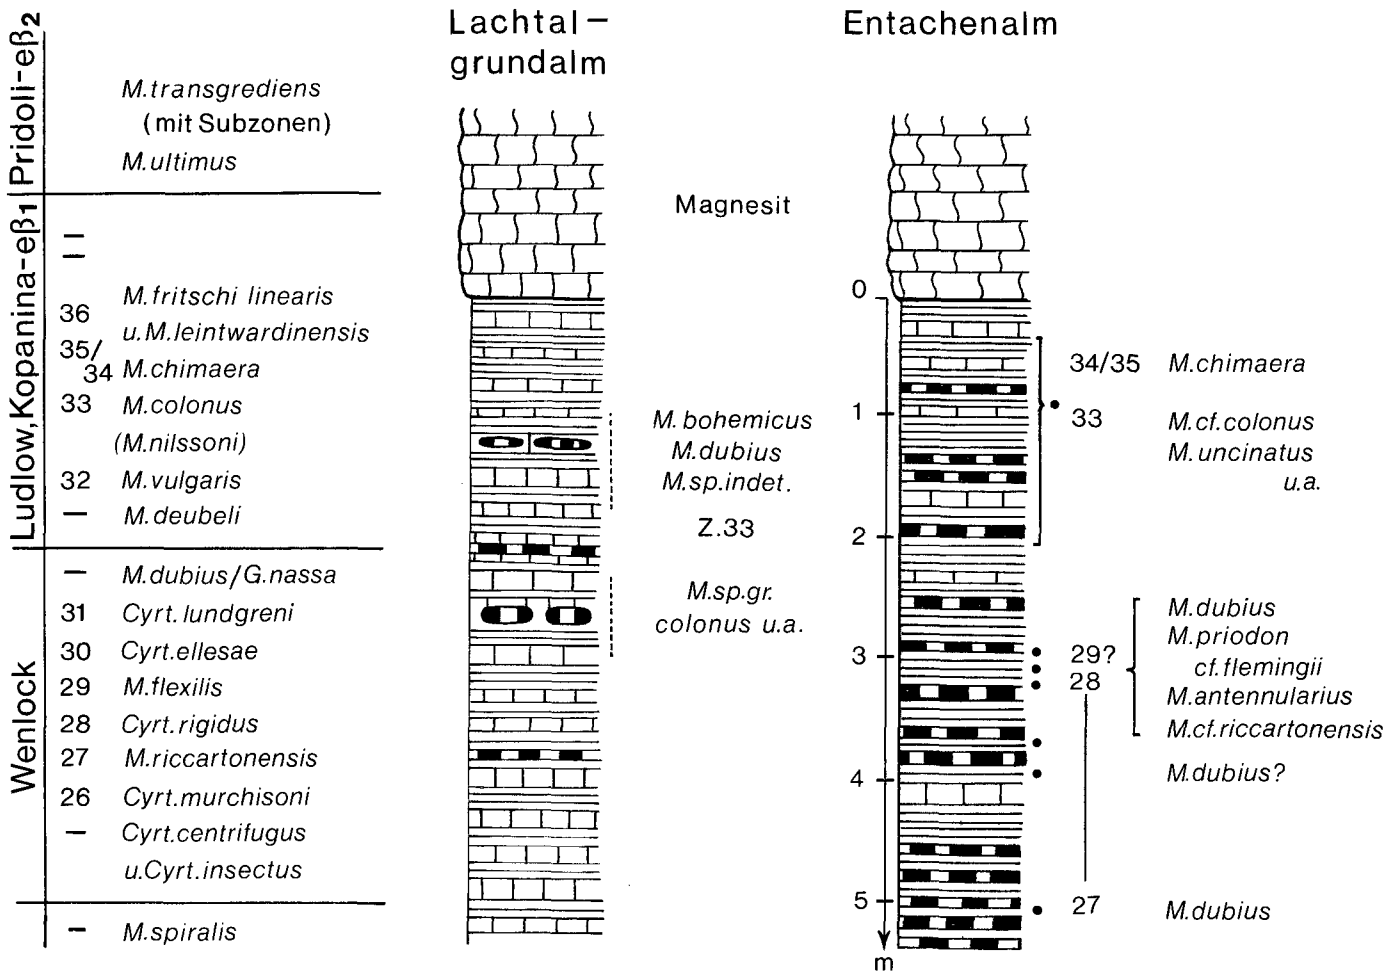 Lachtal–
grundalm
Entachenalm
Pridoli-eβ2
M.transgrediens
(mit Subzonen)
M.ultimus
Ludlow,Kopanina-eβ1
–
–
36 M.fritschi linearis
u.M.leintwardinensis
35/
34 M.chimaera
33 M.colonus
(M.nilssoni)
32 M.vulgaris
– M.deubeli
Wenlock
– M.dubius/G.nassa
31 Cyrt.lundgreni
30 Cyrt.ellesae
29 M.flexilis
28 Cyrt.rigidus
27 M.riccartonensis
26 Cyrt.murchisoni
– Cyrt.centrifugus
u.Cyrt.insectus
– M.spiralis
Magnesit
M.bohemicus
M.dubius
M.sp.indet.
Z.33
M.sp.gr.
colonus u.a.
0
1
2
3
4
5
m
34/35 M.chimaera
33 M.cf.colonus
M.uncinatus
u.a.
29?
28
M.dubius
M.priodon
cf.flemingii
M.antennularius
M.cf.riccartonensis
M.dubius?
27 M.dubius